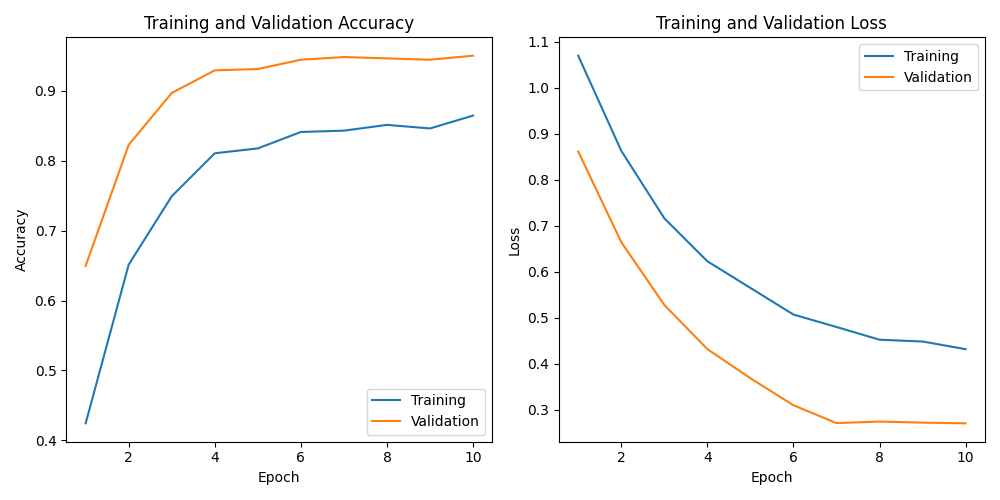 Training and Validation Accuracy
0.9
0.8
0.7
0.6
0.5
0.4
Accuracy
2
4
6
8
10
Epoch
Training
Validation
Training and Validation Loss
1.1
1.0
0.9
0.8
0.7
0.6
0.5
0.4
0.3
Loss
2
4
6
8
10
Epoch
Training
Validation